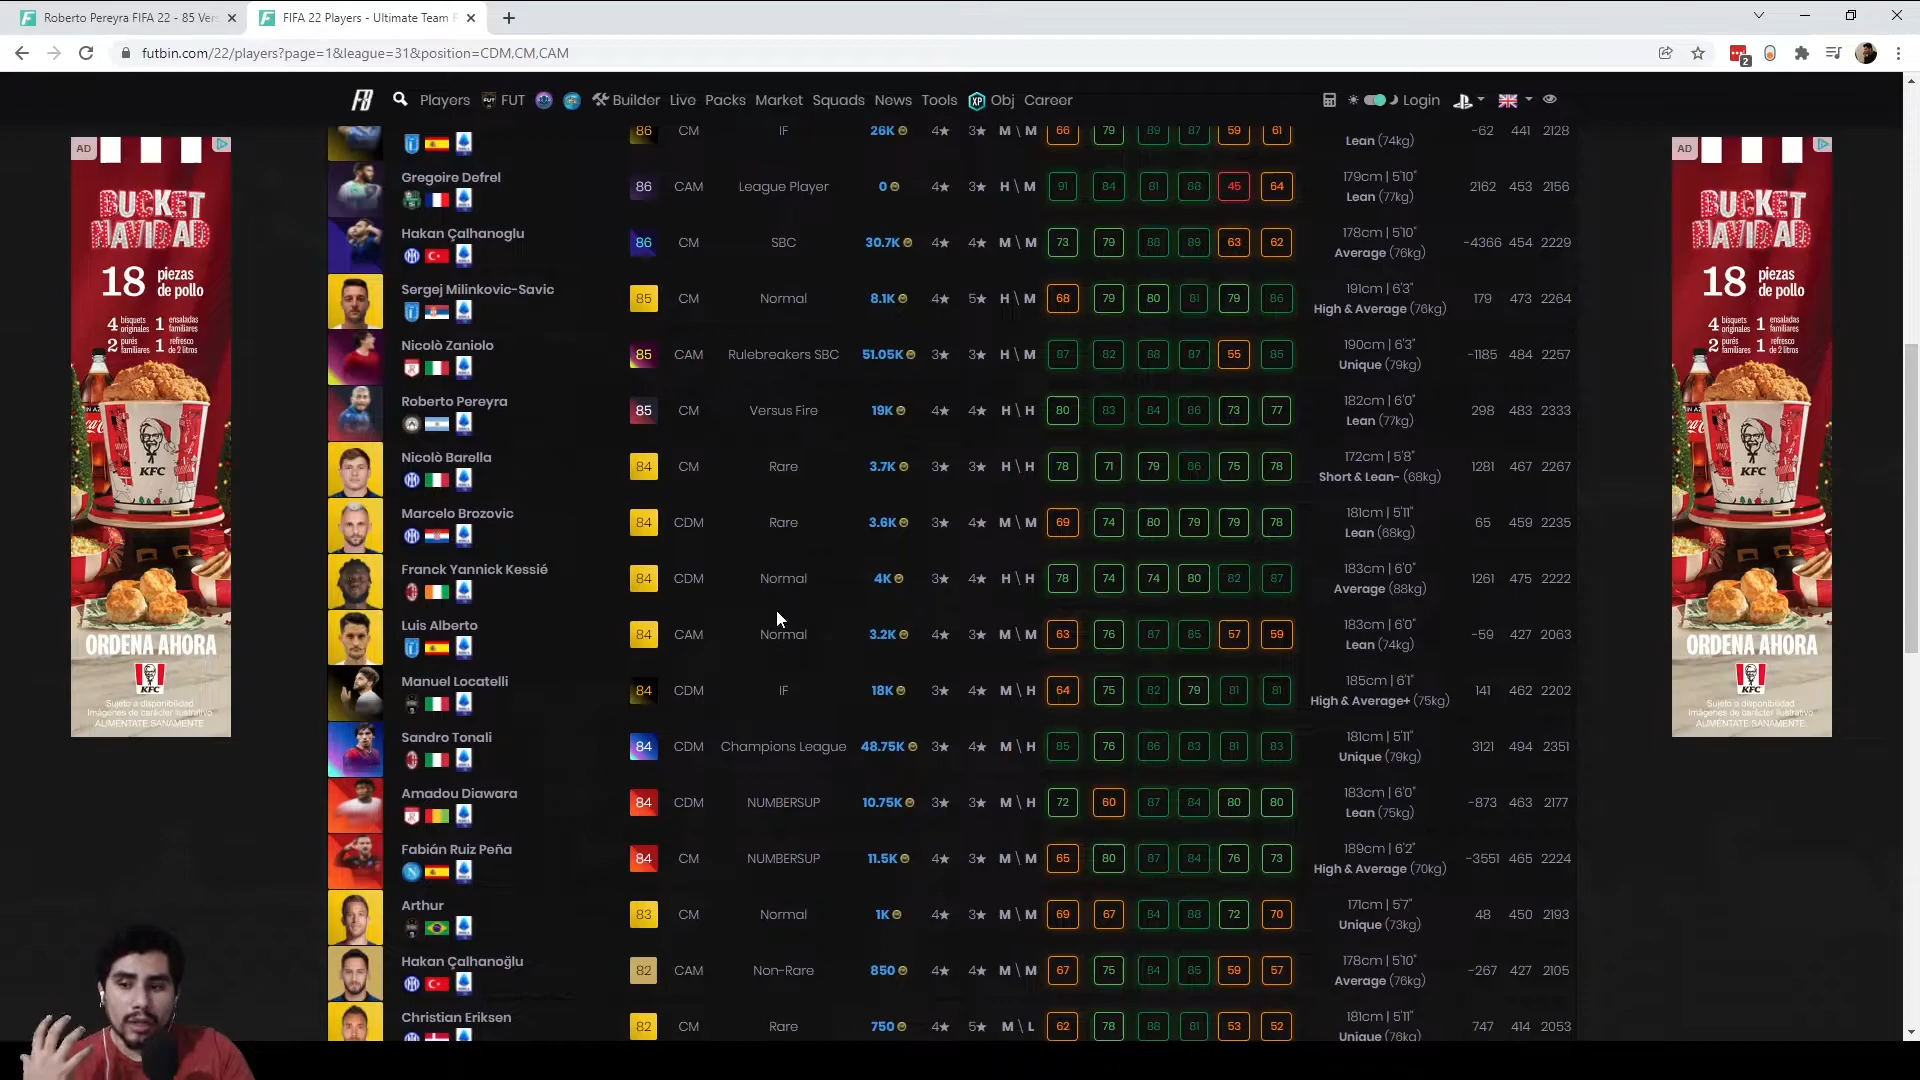 Roberto Pereyra FIFA 22 - 85 Vers
FIFA 22 Players - Ultimate Team
futbin.com/22/players?page=1&league=31&position=CDM,CM,CAM
2
Players FUT Builder Live Packs Market Squads News Tools XP Obj Career Login
AD
BUCKET
NAVIDAD
18 piezas
de pollo
4 bisquets originales 1 ensaladas familiares
2 purés familiares 1 refresco de 2 litros
KFC
ORDENA AHORA
KFC
Sujeto a disponibilidad
Imágenes de carácter ilustrativo
ALIMÉNTATE SANAMENTE
86 CM IF 26K 4★ 3★ M \ M 66 79 89 87 59 61 Lean (74kg) -62 441 2128
Gregoire Defrel 86 CAM League Player 0 4★ 3★ H \ M 91 84 81 88 45 64 179cm | 5'10" Lean (77kg) 2162 453 2156
Hakan Çalhanoglu 86 CM SBC 30.7K 4★ 4★ M \ M 73 79 88 89 63 62 178cm | 5'10" Average (76kg) -4366 454 2229
Sergej Milinkovic-Savic 85 CM Normal 8.1K 4★ 5★ H \ M 68 79 80 81 79 86 191cm | 6'3" High & Average (76kg) 179 473 2264
Nicolò Zaniolo 85 CAM Rulebreakers SBC 51.05K 3★ 3★ H \ M 87 82 88 87 55 85 190cm | 6'3" Unique (79kg) -1185 484 2257
Roberto Pereyra 85 CM Versus Fire 19K 4★ 4★ H \ H 80 83 84 86 73 77 182cm | 6'0" Lean (77kg) 298 483 2333
Nicolò Barella 84 CM Rare 3.7K 3★ 3★ H \ H 78 71 79 86 75 78 172cm | 5'8" Short & Lean- (68kg) 1281 467 2267
Marcelo Brozovic 84 CDM Rare 3.6K 3★ 4★ M \ M 69 74 80 79 79 78 181cm | 5'11" Lean (68kg) 65 459 2235
Franck Yannick Kessié 84 CDM Normal 4K 3★ 4★ H \ H 78 74 74 80 82 87 183cm | 6'0" Average (88kg) 1261 475 2222
Luis Alberto 84 CAM Normal 3.2K 4★ 3★ M \ M 63 76 87 85 57 59 183cm | 6'0" Lean (74kg) -59 427 2063
Manuel Locatelli 84 CDM IF 18K 3★ 4★ M \ H 64 75 82 79 81 81 185cm | 6'1" High & Average+ (75kg) 141 462 2202
Sandro Tonali 84 CDM Champions League 48.75K 3★ 4★ M \ H 85 76 86 83 81 83 181cm | 5'11" Unique (79kg) 3121 494 2351
Amadou Diawara 84 CDM NUMBERSUP 10.75K 3★ 3★ M \ H 72 60 87 84 80 80 183cm | 6'0" Lean (75kg) -873 463 2177
Fabián Ruiz Peña 84 CM NUMBERSUP 11.5K 4★ 3★ M \ M 65 80 87 84 76 73 189cm | 6'2" High & Average (70kg) -3551 465 2224
Arthur 83 CM Normal 1K 4★ 3★ M \ M 69 67 84 88 72 70 171cm | 5'7" Unique (73kg) 48 450 2193
Hakan Çalhanoğlu 82 CAM Non-Rare 850 4★ 4★ M \ M 67 75 84 85 59 57 178cm | 5'10" Average (76kg) -267 427 2105
Christian Eriksen 82 CM Rare 750 4★ 5★ M \ L 62 78 88 81 53 52 181cm | 5'11" Unique (76kg) 747 414 2053
AD
BUCKET
NAVIDAD
18 piezas
de pollo
4 bisquets originales 1 ensaladas familiares
2 purés familiares 1 refresco de 2 litros
KFC
ORDENA AHORA
KFC
Sujeto a disponibilidad
Imágenes de carácter ilustrativo
ALIMÉNTATE SANAMENTE